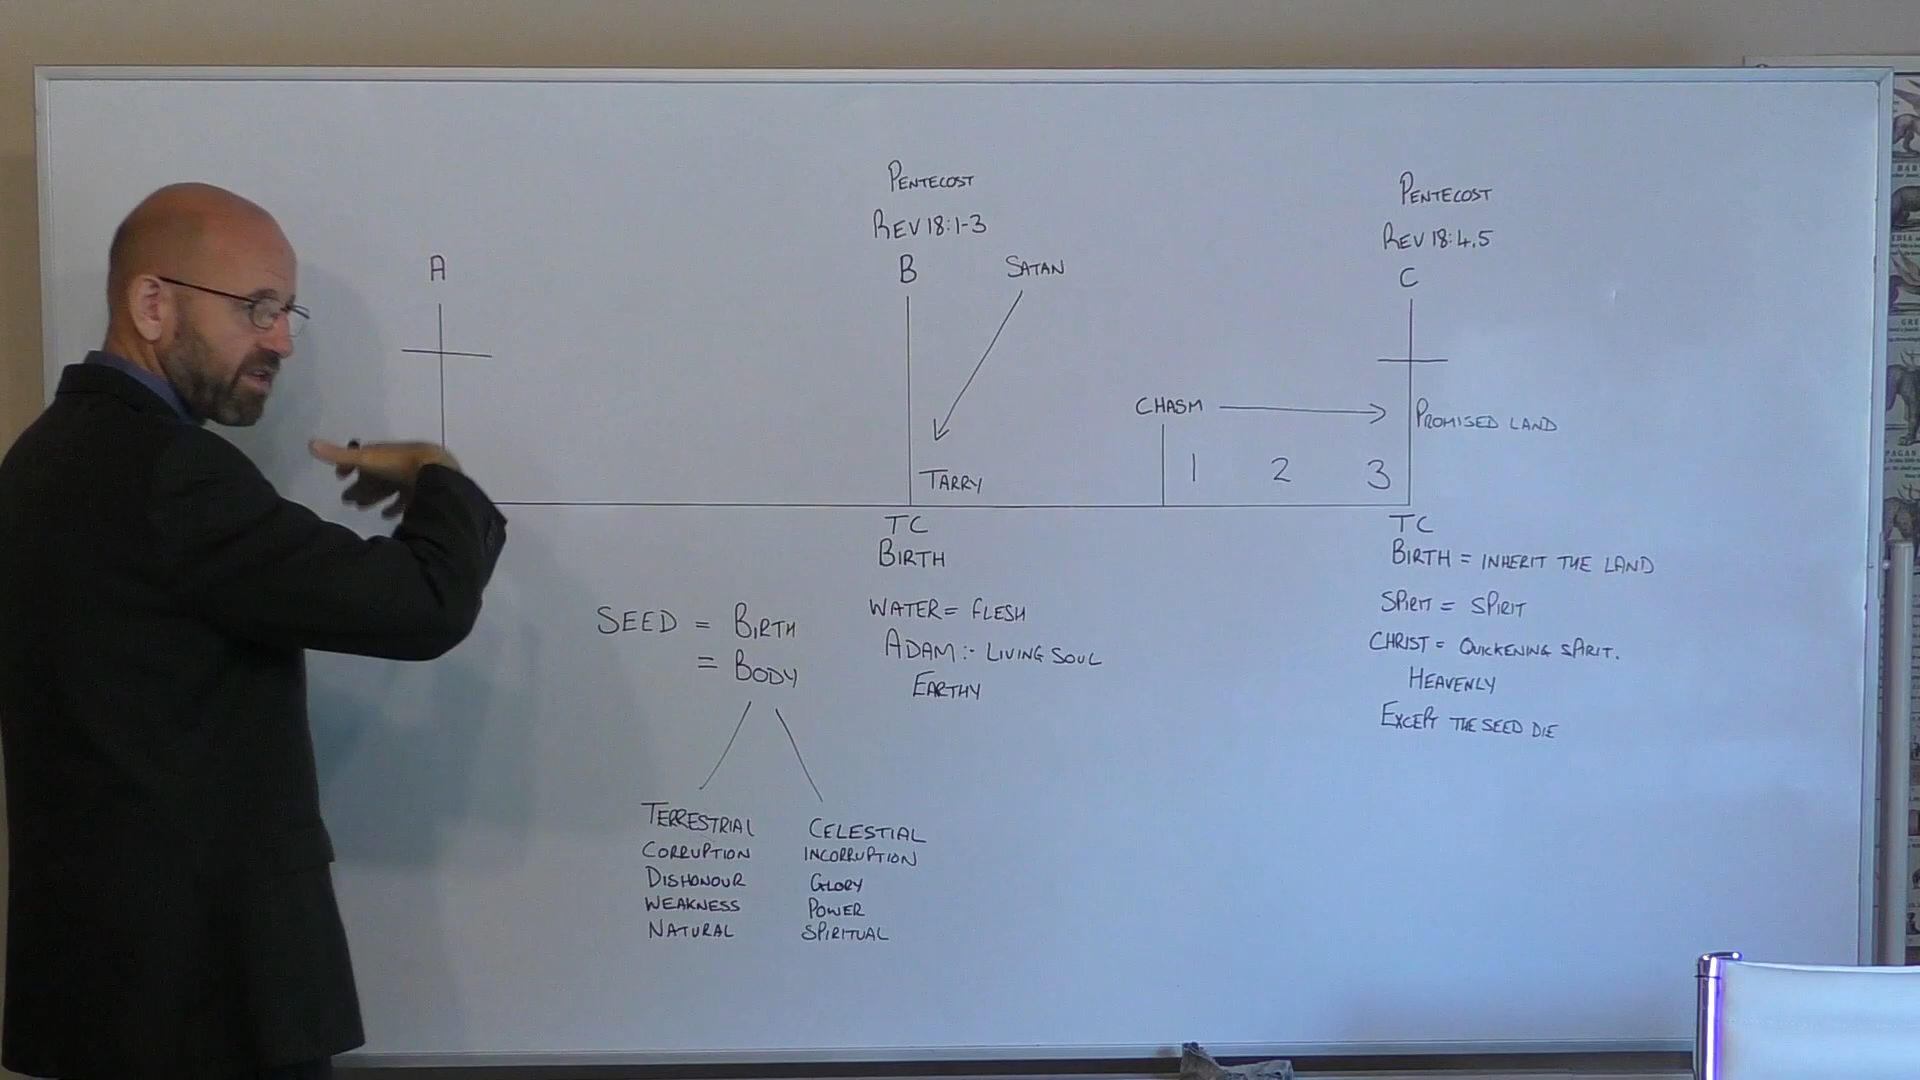 PENTECOST
REV 18:1-3
B
SATAN
A
PENTECOST
REV 18:4,5
C
CHASM
PROMISED LAND
1 2 3
TARRY
TC
BIRTH
TC
BIRTH = INHERIT THE LAND
SEED = BIRTH
= BODY
WATER = FLESH
ADAM :- LIVING SOUL
EARTHY
SPIRIT = SPIRIT
CHRIST = QUICKENING SPIRIT.
HEAVENLY
EXCEPT THE SEED DIE
TERRESTRIAL
CORRUPTION
DISHONOUR
WEAKNESS
NATURAL
CELESTIAL
INCORRUPTION
GLORY
POWER
SPIRITUAL